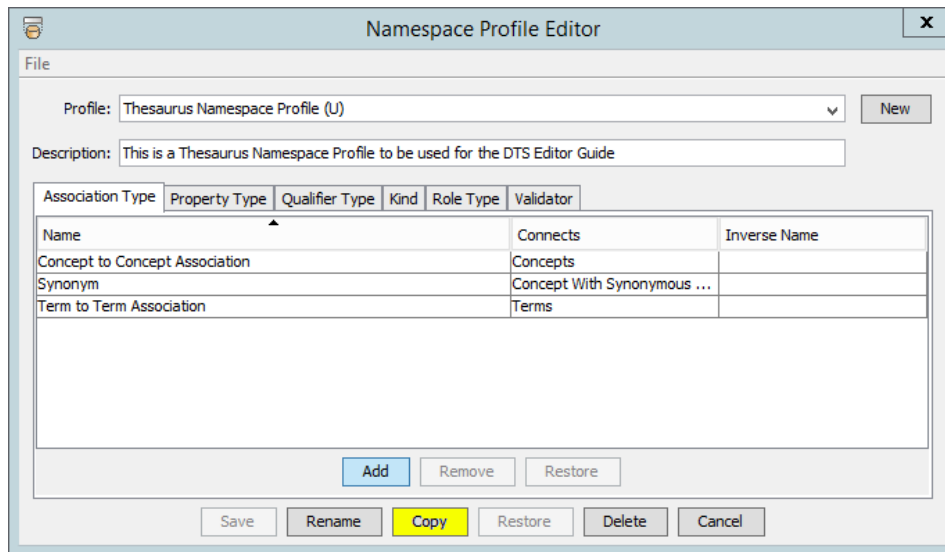 Namespace Profile Editor
x
File
Profile: Thesaurus Namespace Profile (U) New
Description: This is a Thesaurus Namespace Profile to be used for the DTS Editor Guide
Association Type Property Type Qualifier Type Kind Role Type Validator
Name Connects Inverse Name
Concept to Concept Association Concepts
Synonym Concept With Synonymous ...
Term to Term Association Terms
Add Remove Restore
Save Rename Copy Restore Delete Cancel